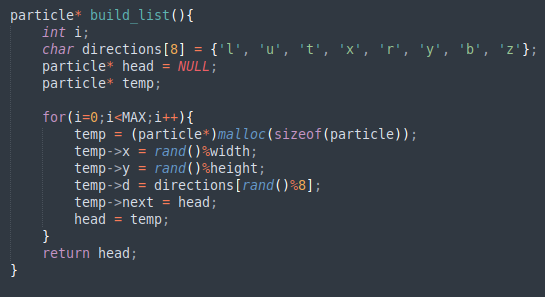 particle* build_list(){
    int i;
    char directions[8] = {'l', 'u', 't', 'x', 'r', 'y', 'b', 'z'};
    particle* head = NULL;
    particle* temp;

    for(i=0;i<MAX;i++){
        temp = (particle*)malloc(sizeof(particle));
        temp->x = rand()%width;
        temp->y = rand()%height;
        temp->d = directions[rand()%8];
        temp->next = head;
        head = temp;
    }
    return head;
}